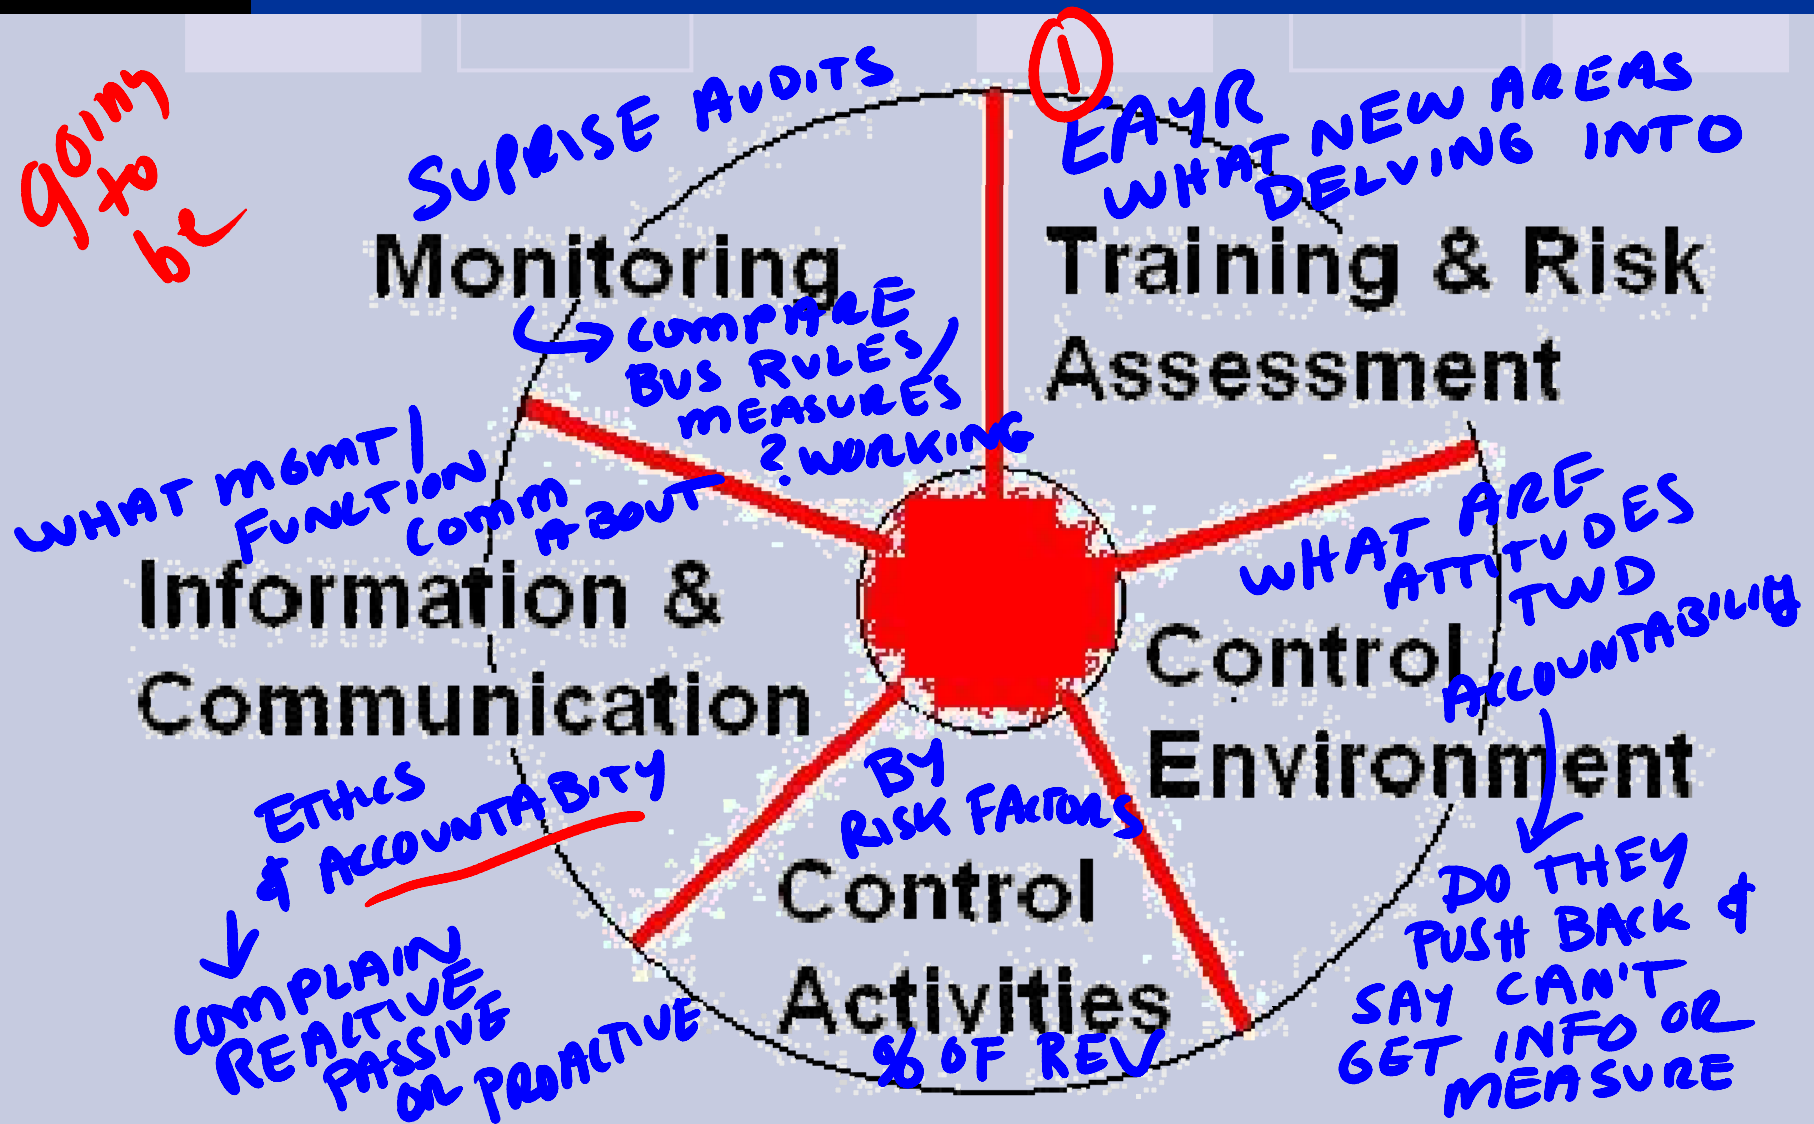 going
to
be
SUPRISE AUDITS
Monitoring
COMPARE
BUS RULES/
MEASURES
? WORKING
1
EAYR
WHAT NEW AREAS
DELVING INTO
Training & Risk
Assessment
WHAT MGMT/
FUNCTION
COMM
ABOUT
Information &
Communication
ETHICS
& ACCOUNTABITY
COMPLAIN
REACTIVE
PASSIVE
OR PROACTIVE
WHAT ARE
ATTITUDES
TWD
ACCOUNTABILITY
Control
Environment
DO THEY
PUSH BACK &
SAY CAN'T
GET INFO OR
MEASURE
BY
RISK FACTORS
Control
Activities
% OF REV